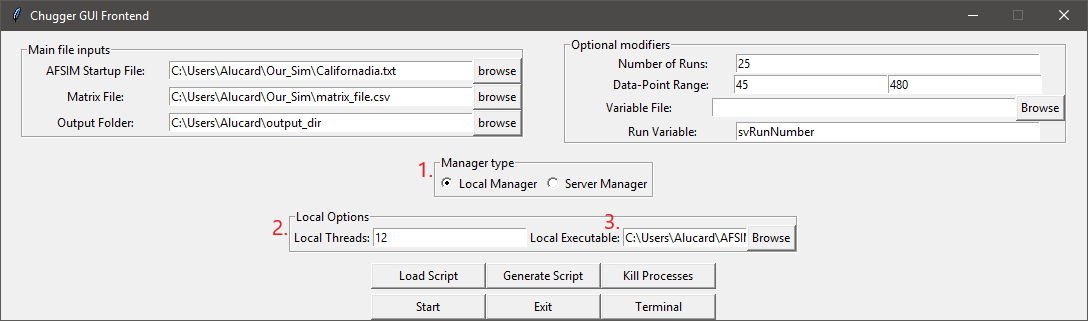 Chugger GUI Frontend
Main file inputs
AFSIM Startup File: C:\Users\Alucard\Our_Sim\Californadia.txt browse
Matrix File: C:\Users\Alucard\Our_Sim\matrix_file.csv browse
Output Folder: C:\Users\Alucard\output_dir browse
Optional modifiers
Number of Runs: 25
Data-Point Range: 45 480
Variable File: Browse
Run Variable: svRunNumber
1. Manager type
Local Manager Server Manager
2. Local Options
3.
Local Threads: 12 Local Executable: C:\Users\Alucard\AFSIM Browse
Load Script Generate Script Kill Processes
Start Exit Terminal